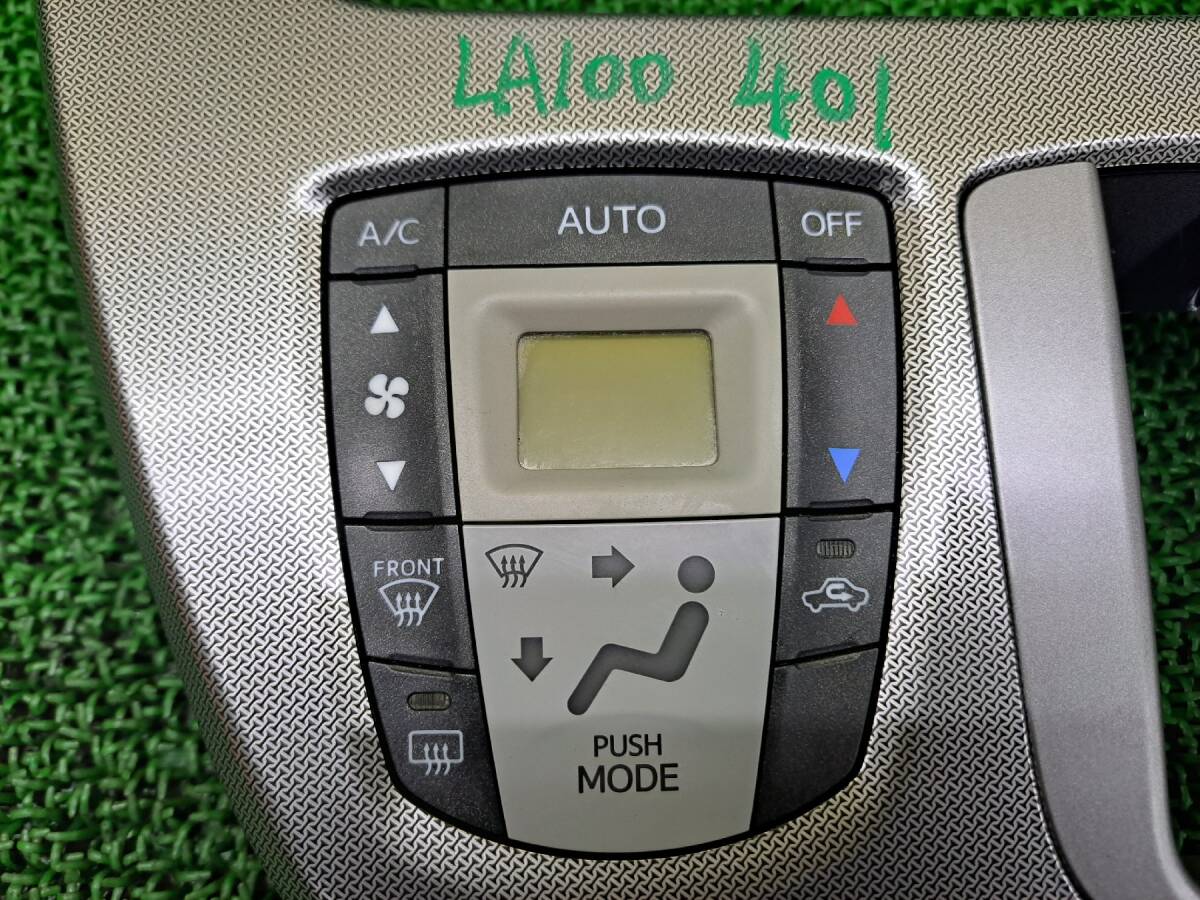 LA100 401
A/C AUTO OFF
FRONT
PUSH
MODE